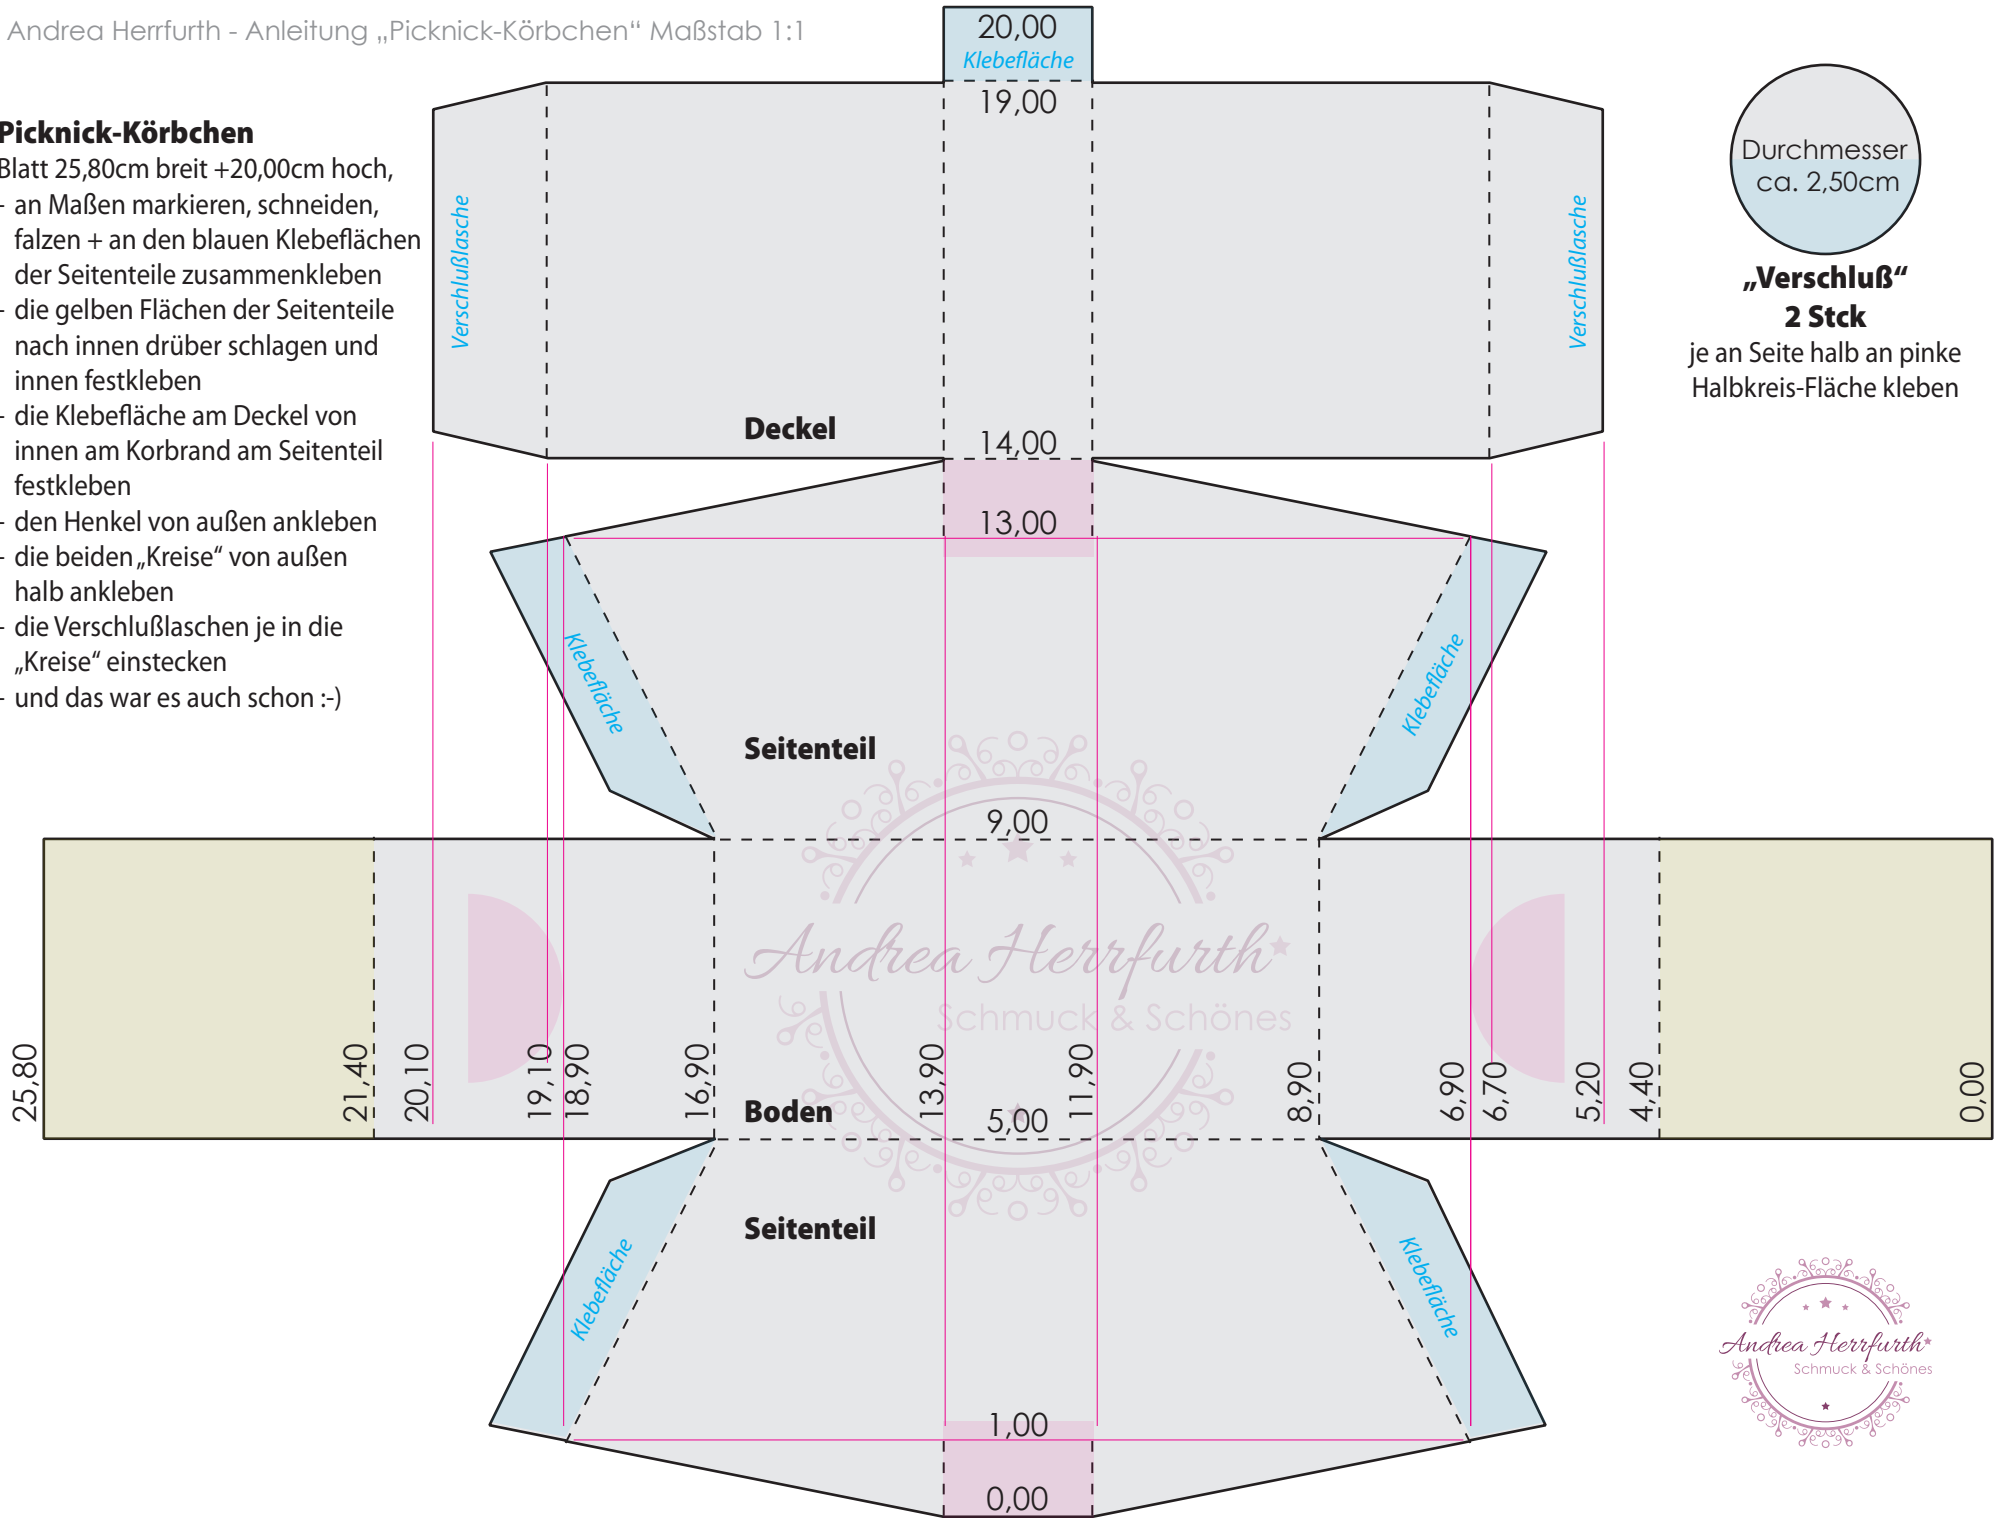 Andrea Herrfurth - Anleitung „Picknick-Körbchen“ Maßstab 1:1
Picknick-Körbchen
Blatt 25,80cm breit +20,00cm hoch,
- an Maßen markieren, schneiden,
falzen + an den blauen Klebeflächen
der Seitenteile zusammenkleben
- die gelben Flächen der Seitenteile
nach innen drüber schlagen und
innen festkleben
- die Klebefläche am Deckel von
innen am Korbrand am Seitenteil
festkleben
- den Henkel von außen ankleben
- die beiden „Kreise“ von außen
halb ankleben
- die Verschlußlaschen je in die
„Kreise“ einstecken
- und das war es auch schon :-)
20,00
Klebefläche
19,00
Verschlußlasche
Verschlußlasche
Deckel
14,00
13,00
Durchmesser
ca. 2,50cm
„Verschluß“
2 Stck
je an Seite halb an pinke
Halbkreis-Fläche kleben
Klebefläche
Klebefläche
Seitenteil
9,00
Andrea Herrfurth
Schmuck & Schönes
25,80
21,40
20,10
19,10
18,90
16,90
Boden
13,90
5,00
11,90
8,90
6,90
6,70
5,20
4,40
0,00
Seitenteil
Klebefläche
Klebefläche
1,00
0,00
Andrea Herrfurth
Schmuck & Schönes